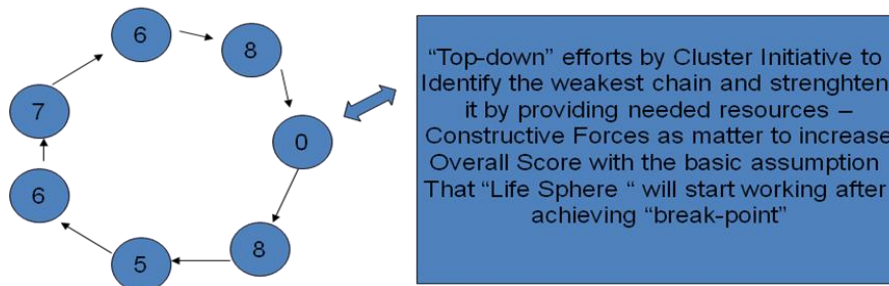 6
8
7
0
6
8
5
“Top-down” efforts by Cluster Initiative to
Identify the weakest chain and strenghten
it by providing needed resources –
Constructive Forces as matter to increase
Overall Score with the basic assumption
That “Life Sphere “ will start working after
achieving “break-point”